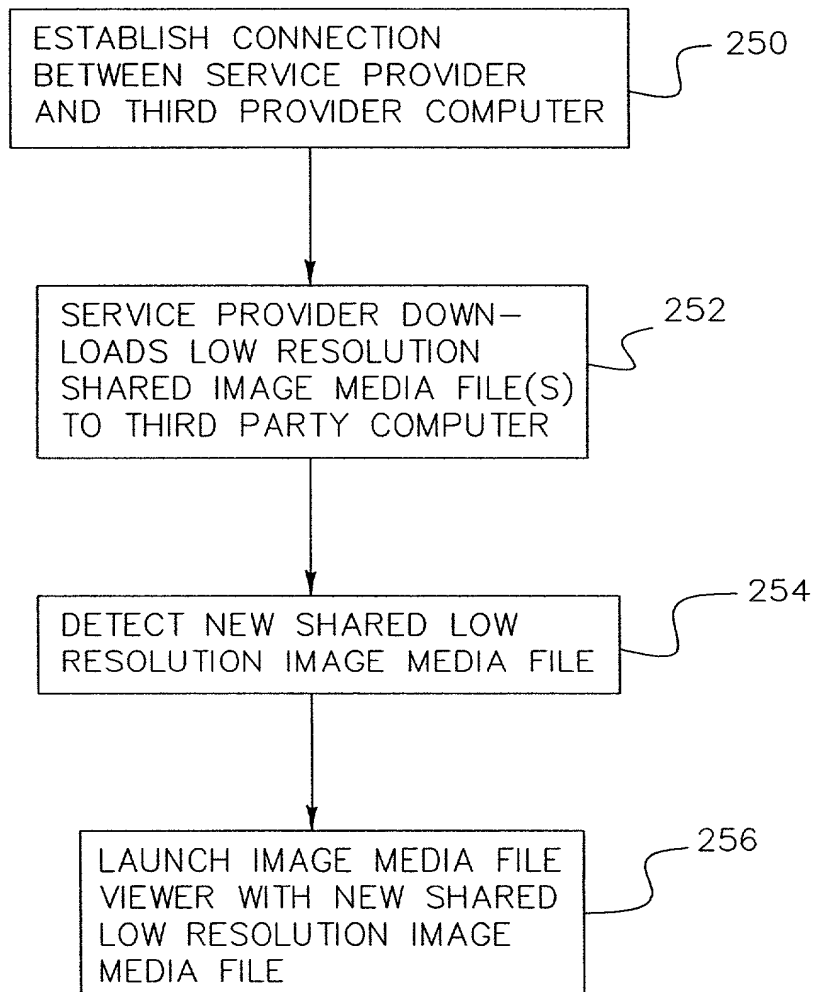 ESTABLISH CONNECTION
BETWEEN SERVICE PROVIDER
AND THIRD PROVIDER COMPUTER
250
SERVICE PROVIDER DOWN-
LOADS LOW RESOLUTION
SHARED IMAGE MEDIA FILE(S)
TO THIRD PARTY COMPUTER
252
DETECT NEW SHARED LOW
RESOLUTION IMAGE MEDIA FILE
254
LAUNCH IMAGE MEDIA FILE
VIEWER WITH NEW SHARED
LOW RESOLUTION IMAGE
MEDIA FILE
256